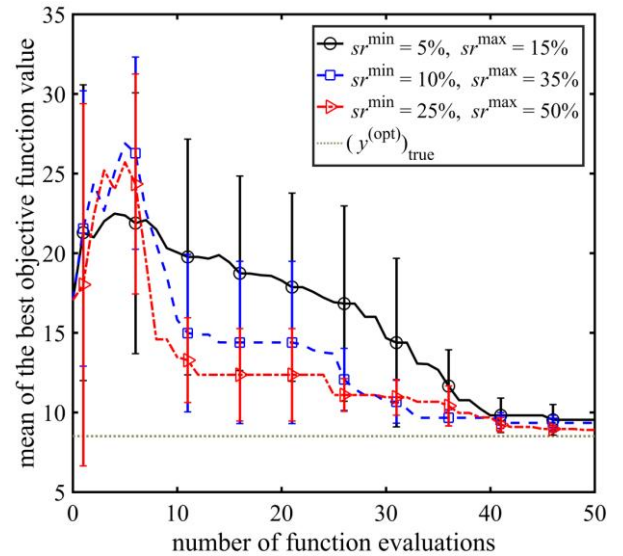 35
30
25
20
15
10
5
mean of the best objective function value
sr^min = 5%, sr^max = 15%
sr^min = 10%, sr^max = 35%
sr^min = 25%, sr^max = 50%
(y^(opt))_true
0 10 20 30 40 50
number of function evaluations